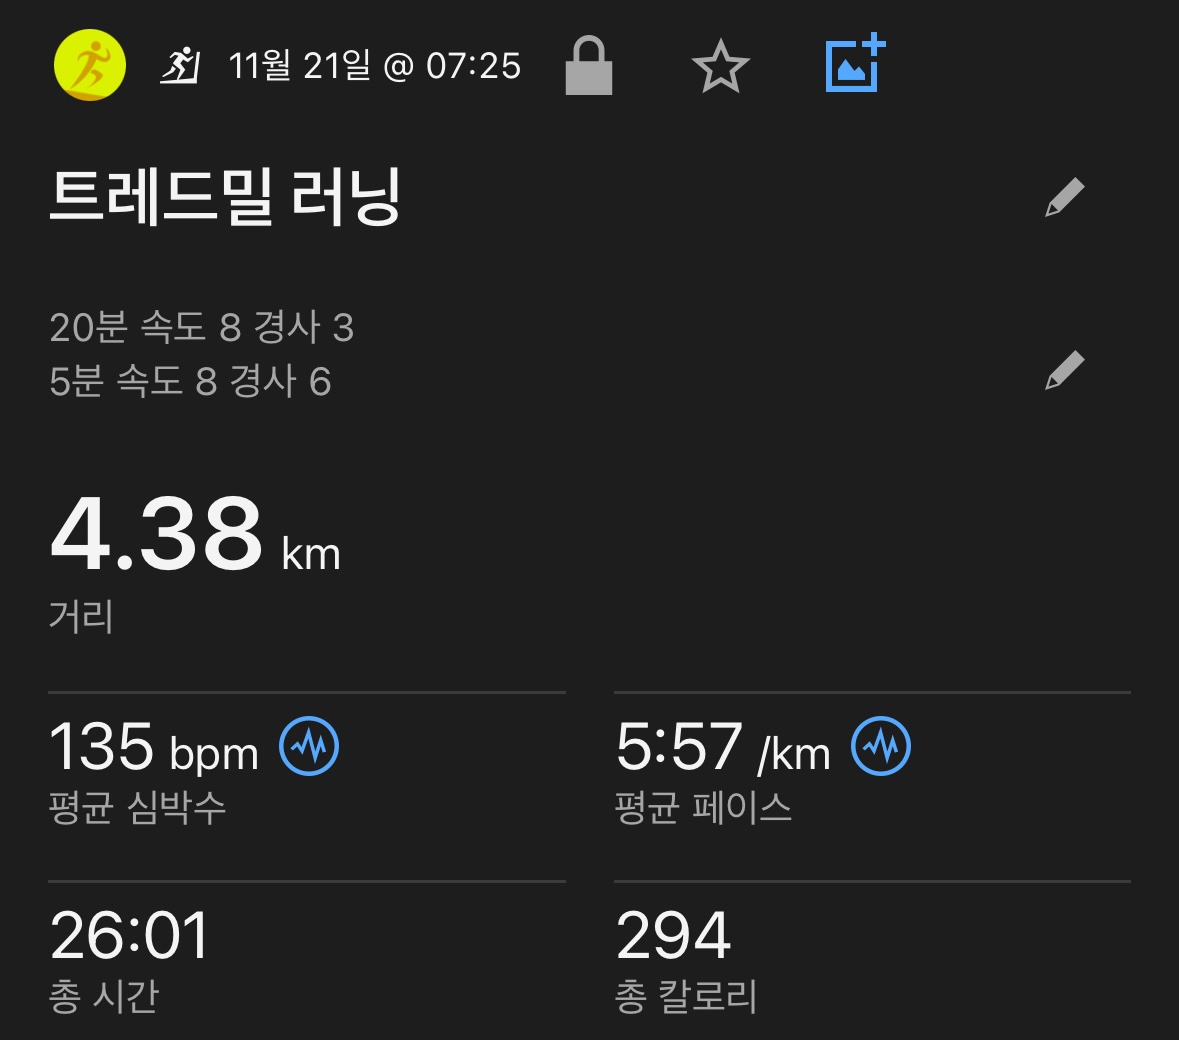 11월 21일 @ 07:25
트레드밀 러닝
20분 속도 8 경사 3
5분 속도 8 경사 6
4.38 km
거리
135 bpm
평균 심박수
5:57 /km
평균 페이스
26:01
총 시간
294
총 칼로리